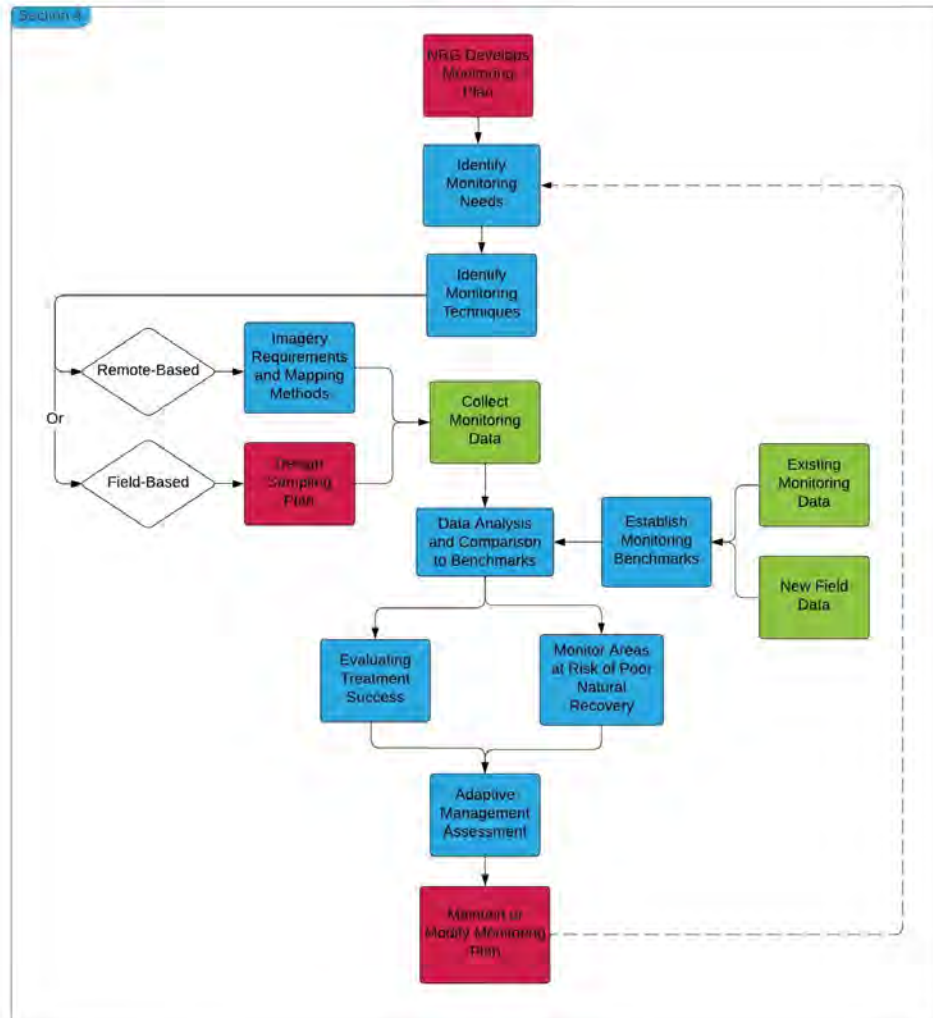 Section 4
NRG Develops
Monitoring
Plan
Identify
Monitoring
Needs
Identify
Monitoring
Techniques
Or
Remote-Based
Imagery
Requirements
and Mapping
Methods
Field-Based
Design
Sampling
Plan
Collect
Monitoring
Data
Existing
Monitoring
Data
New Field
Data
Establish
Monitoring
Benchmarks
Data Analysis
and Comparison
to Benchmarks
Evaluating
Treatment
Success
Monitor Areas
at Risk of Poor
Natural
Recovery
Adaptive
Management
Assessment
Maintain or
Modify Monitoring
Plan